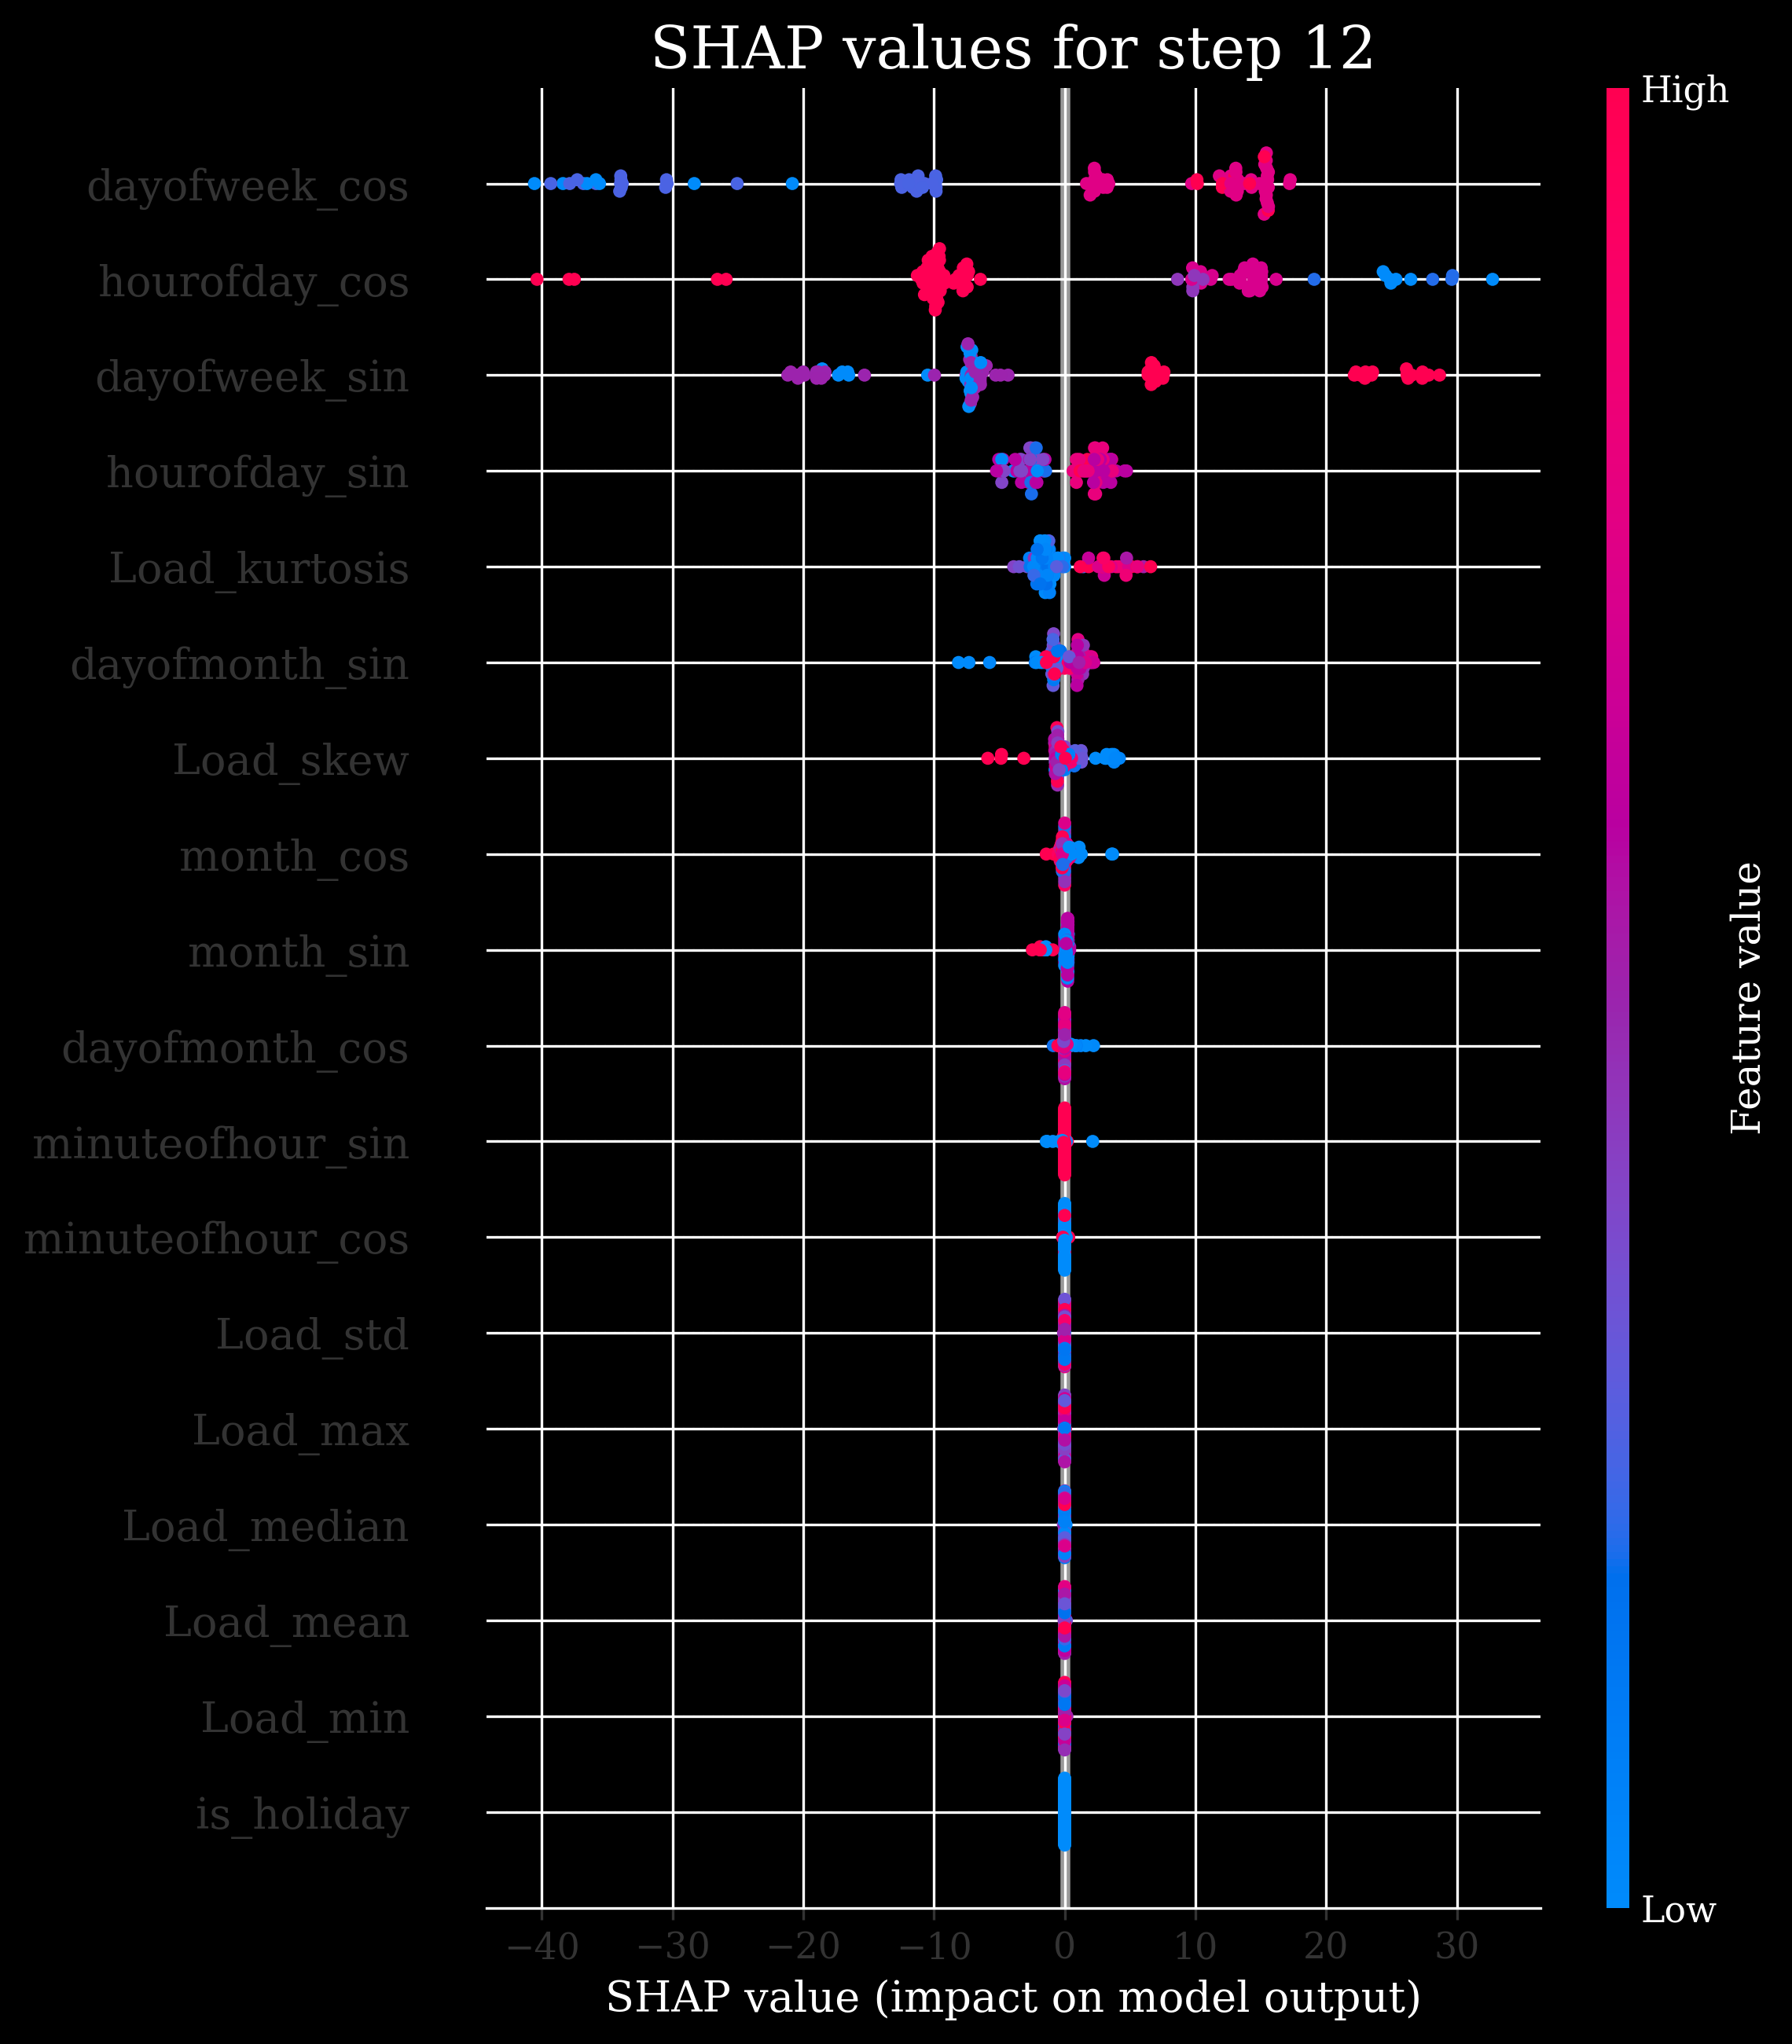 SHAP values for step 12
High
dayofweek_cos
hourofday_cos
dayofweek_sin
hourofday_sin
Load_kurtosis
dayofmonth_sin
Load_skew
month_cos
month_sin
dayofmonth_cos
minuteofhour_sin
minuteofhour_cos
Load_std
Load_max
Load_median
Load_mean
Load_min
is_holiday
Feature value
Low
−40 −30 −20 −10 0 10 20 30
SHAP value (impact on model output)